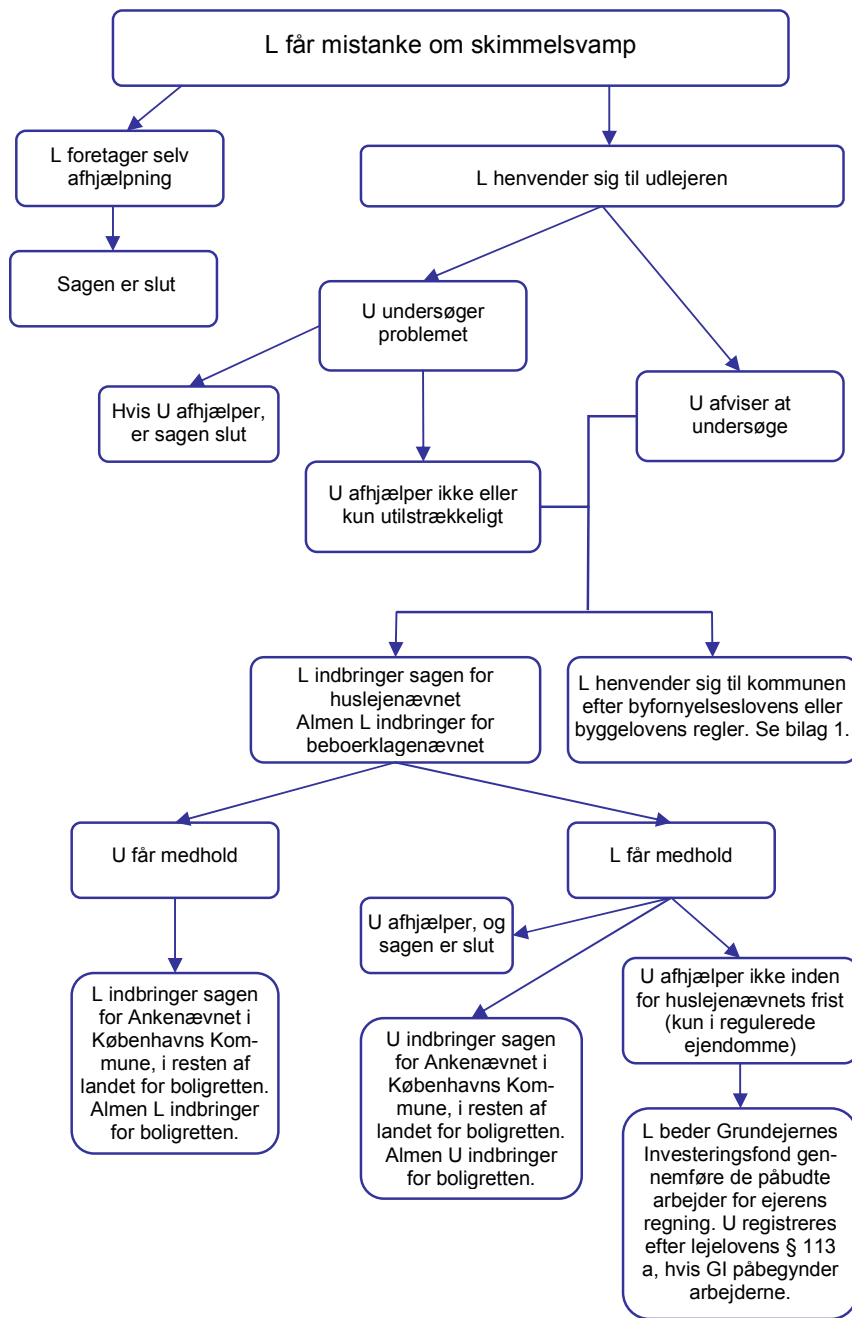 L får mistanke om skimmelsvamp
L foretager selv
afhjælpning
L henvender sig til udlejeren
Sagen er slut
U undersøger
problemet
Hvis U afhjælper,
er sagen slut
U afviser at
undersøge
U afhjælper ikke eller
kun utilstrækkeligt
L indbringer sagen for
huslejenævnet
Almen L indbringer for
beboerklagenævnet
L henvender sig til kommunen
efter byfornyelseslovens eller
byggelovens regler. Se bilag 1.
U får medhold
L får medhold
U afhjælper, og
sagen er slut
U afhjælper ikke inden
for huslejenævnets frist
(kun i regulerede
ejendomme)
L indbringer sagen
for Ankenævnet i
Københavns Kom-
mune, i resten af
landet for boligretten.
Almen L indbringer
for boligretten.
U indbringer sagen
for Ankenævnet i
Københavns Kom-
mune, i resten af
landet for boligretten.
Almen U indbringer
for boligretten.
L beder Grundejernes
Investeringsfond gen-
nemføre de påbudte
arbejder for ejerens
regning. U registreres
efter lejelovens § 113
a, hvis GI påbegynder
arbejderne.